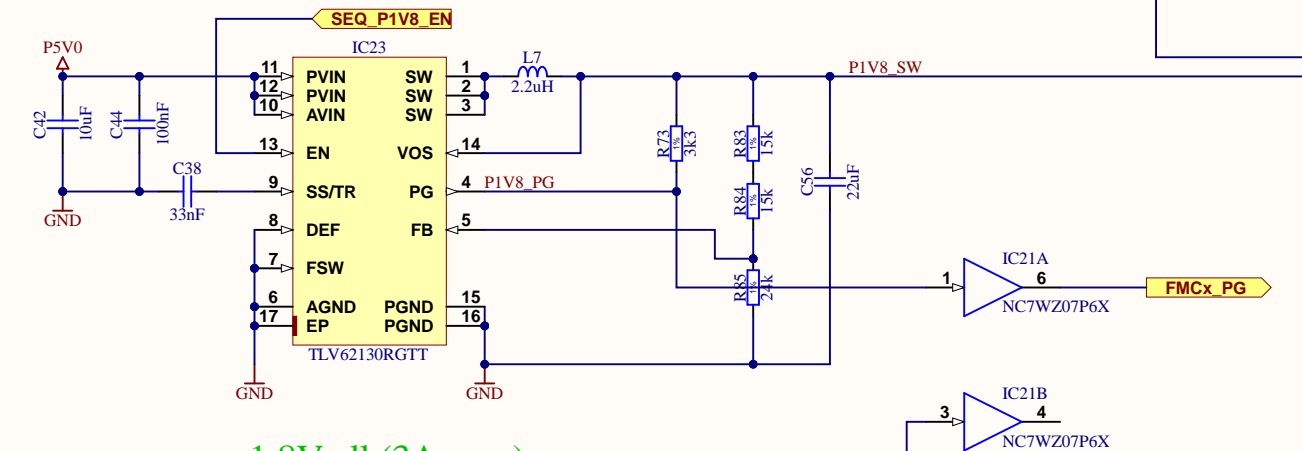 SEQ_P1V8_EN
P5V0
IC23
L7
2.2uH
P1V8_SW
11 PVIN SW 1
12 PVIN SW 2
10 AVIN SW 3
C42 10uF
C44 100nF
13 EN VOS 14
R73 1% 3k3
R83 1% 15k
C38
33nF
9 SS/TR PG 4 P1V8_PG
R84 1% 15k
C56 22uF
GND
8 DEF FB 5
7 FSW
R85 1% 24k
IC21A
1 6
FMCx_PG
NC7WZ07P6X
6 AGND PGND 15
17 EP PGND 16
TLV62130RGTT
GND
GND
IC21B
3 4
NC7WZ07P6X